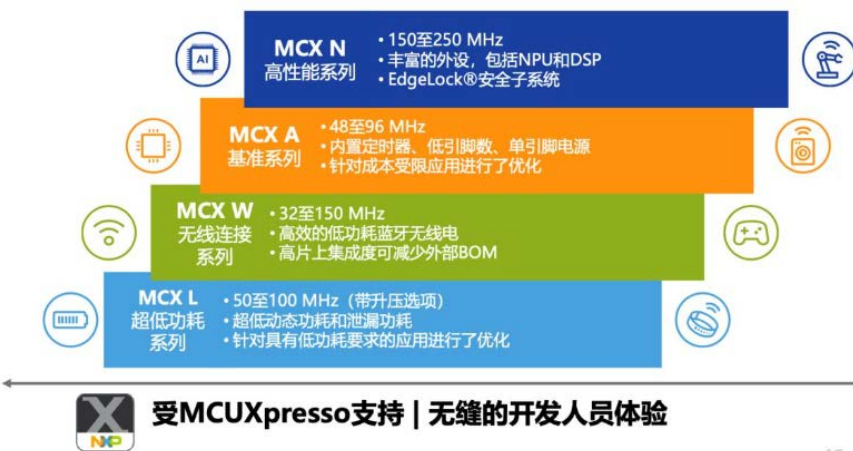 MCX N
高性能系列
• 150至250 MHz
• 丰富的外设，包括NPU和DSP
• EdgeLock®安全子系统
AI
MCX A
基准系列
• 48至96 MHz
• 内置定时器、低引脚数、单引脚电源
• 针对成本受限应用进行了优化
MCX W
无线连接
系列
• 32至150 MHz
• 高效的低功耗蓝牙无线电
• 高片上集成度可减少外部BOM
MCX L
超低功耗
系列
• 50至100 MHz（带升压选项）
• 超低动态功耗和泄漏功耗
• 针对具有低功耗要求的应用进行了优化
X
NXP
受MCUXpresso支持 | 无缝的开发人员体验